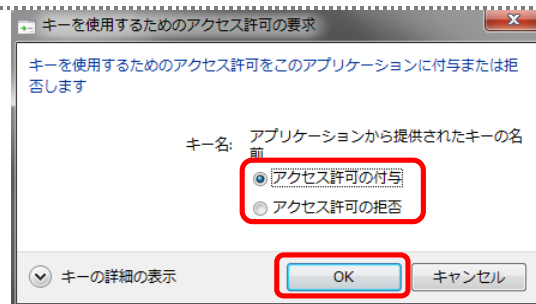 キーを使用するためのアクセス許可の要求
キーを使用するためのアクセス許可をこのアプリケーションに付与または拒
否します
キー名: アプリケーションから提供されたキーの名
前
アクセス許可の付与
アクセス許可の拒否
キーの詳細の表示 OK キャンセル